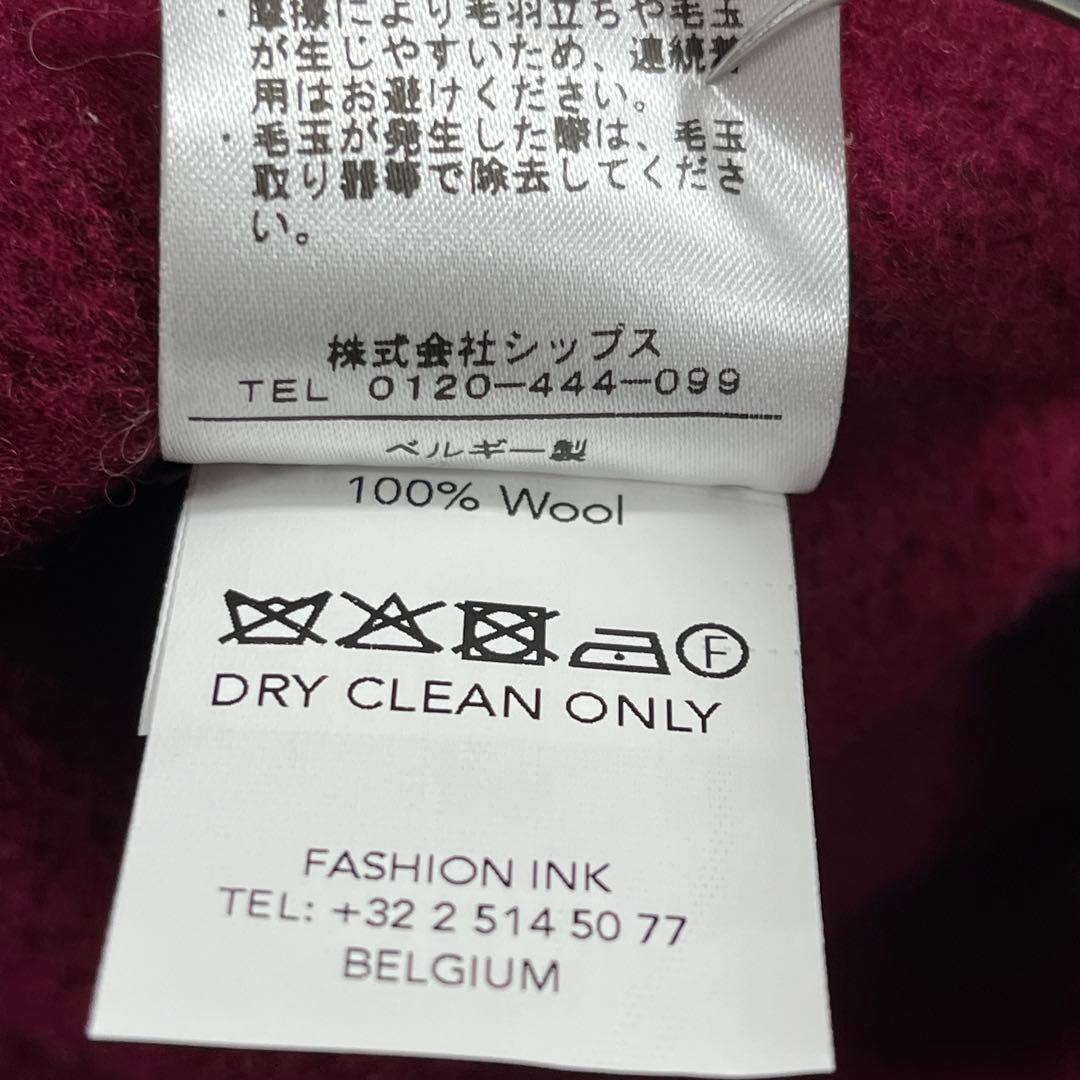 ・摩擦により毛羽立ちや毛玉
が生じやすいため、連続着
用はお避けください。
・毛玉が発生した際は、毛玉
取り器等で除去してくださ
い。
株式会社シップス
TEL 0120-444-099
ベルギー製
100% Wool
F
DRY CLEAN ONLY
FASHION INK
TEL: +32 2 514 50 77
BELGIUM